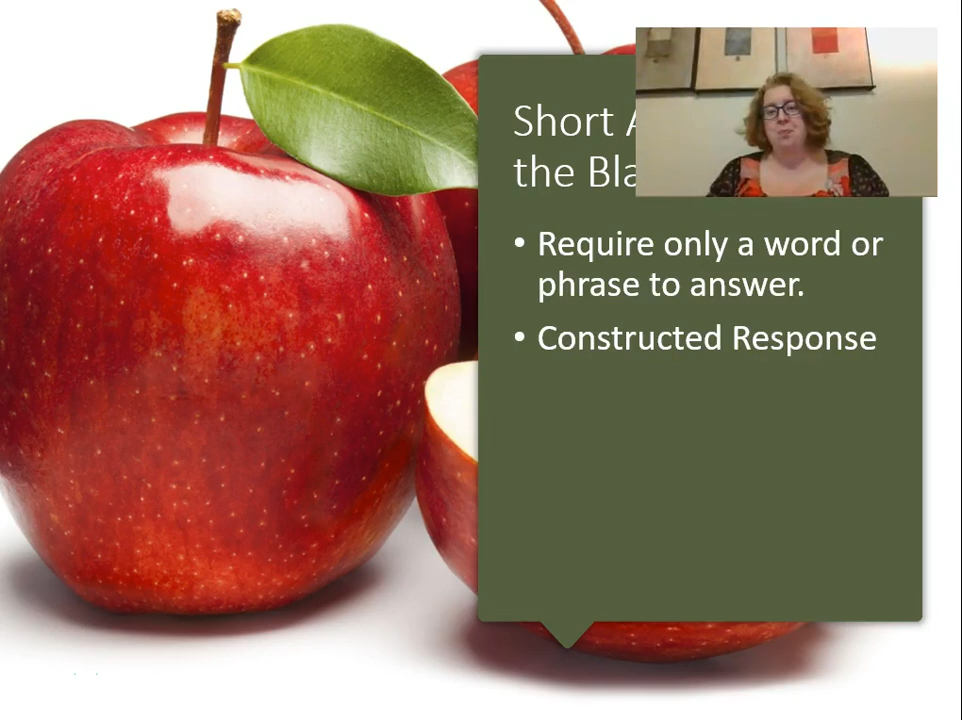 Short
the
• Require only a word or
phrase to answer.
• Constructed Response